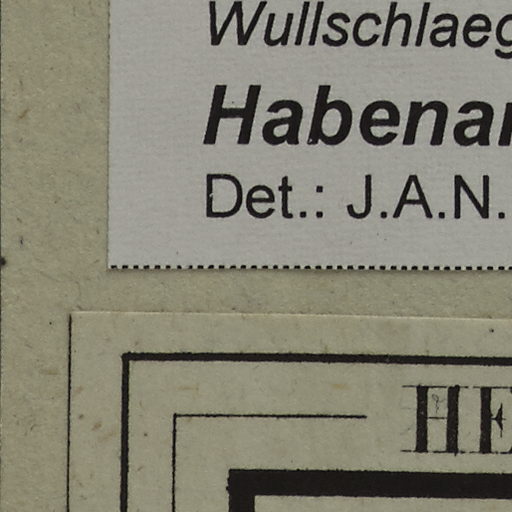 Wullschlaeg
Habenar
Det.: J.A.N.
HE